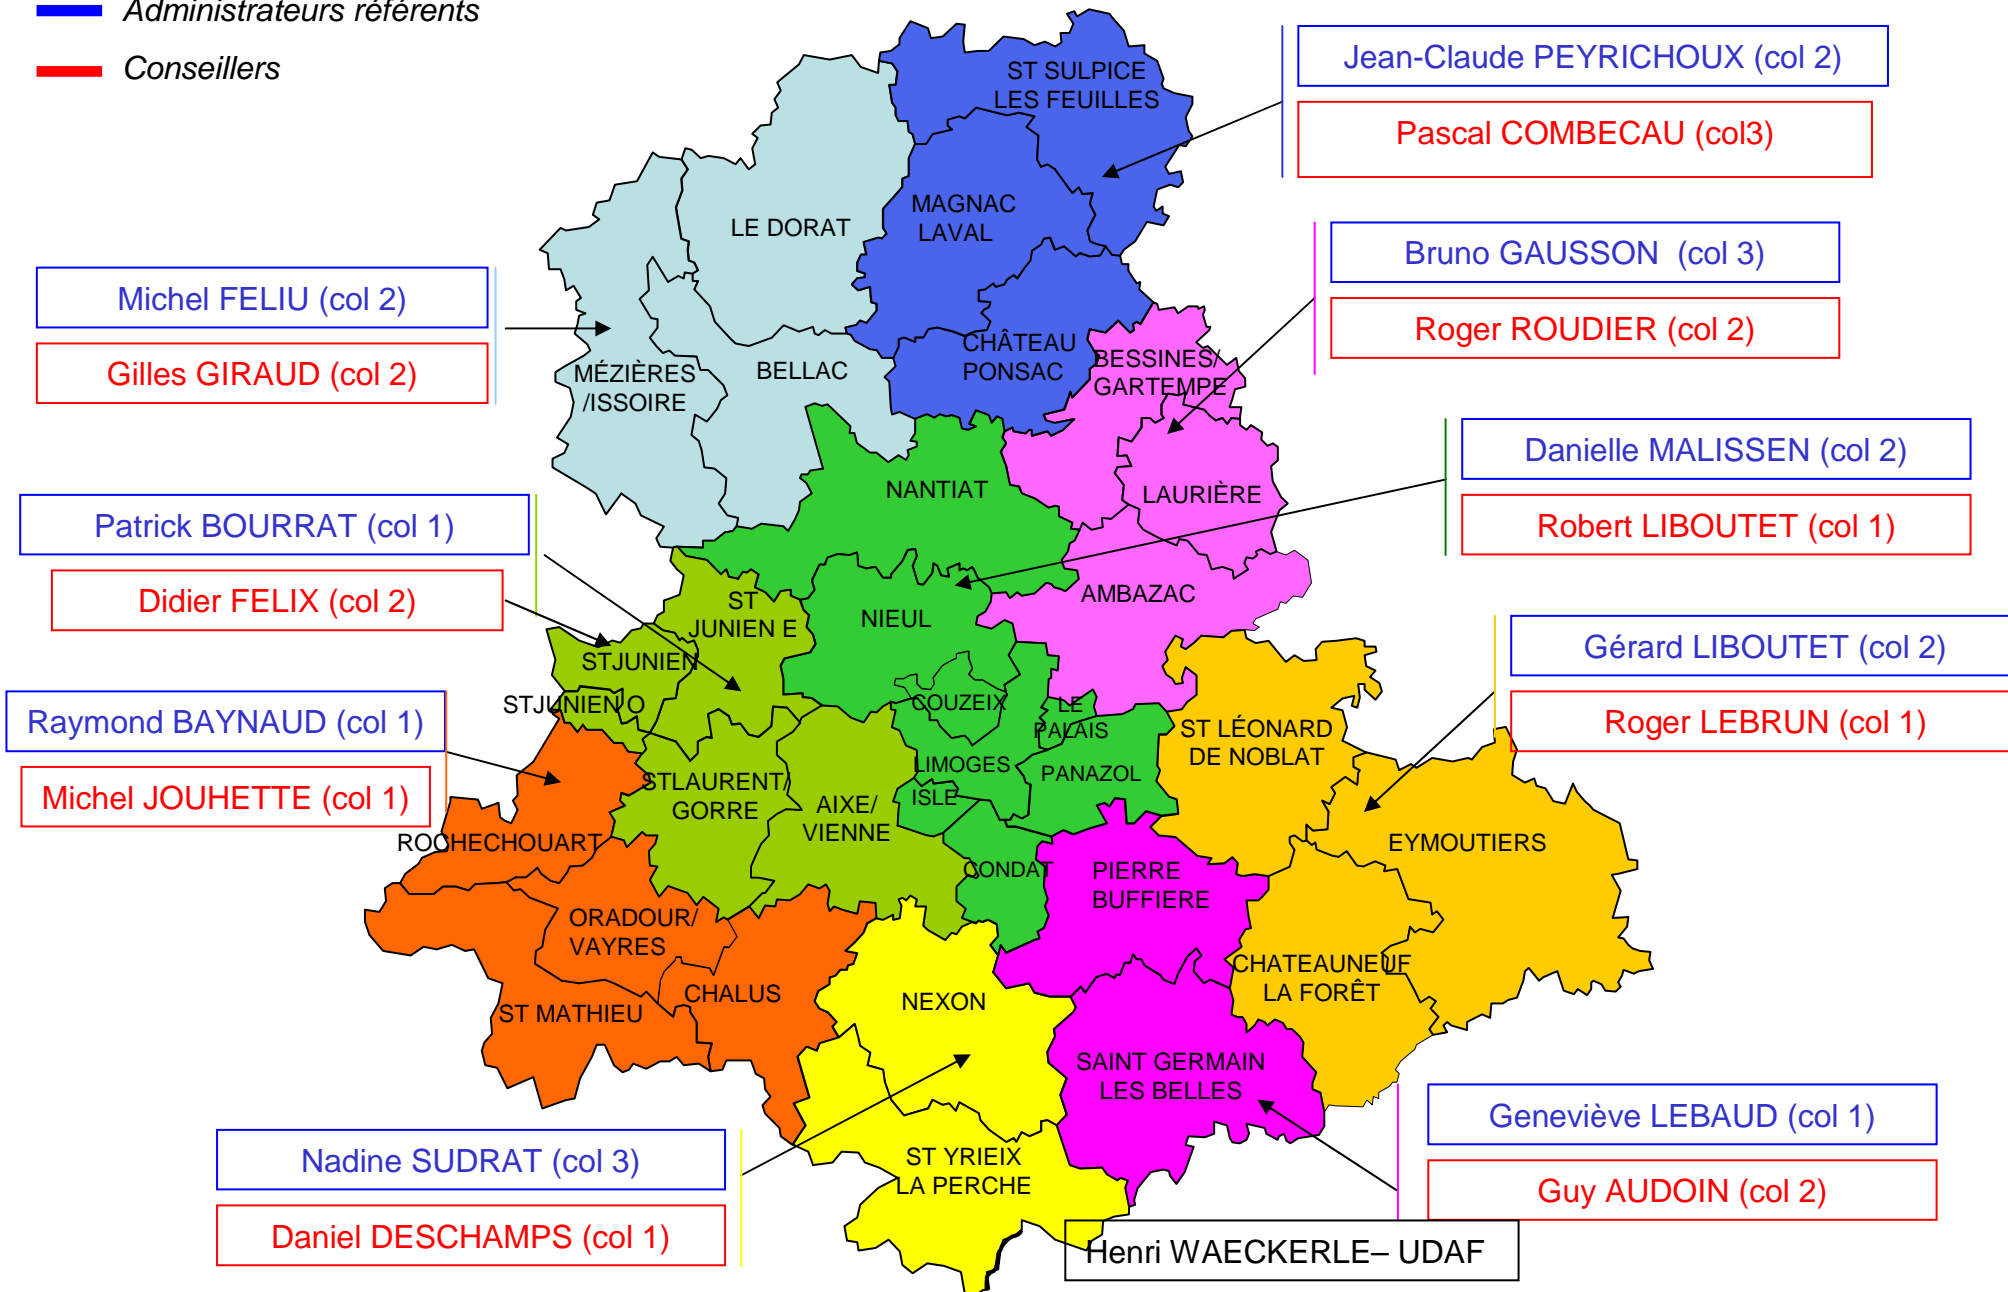 Administrateurs référents
Conseillers
Jean-Claude PEYRICHOUX (col 2)
Pascal COMBECAU (col3)
ST SULPICE
LES FEUILLES
MAGNAC
LAVAL
LE DORAT
Bruno GAUSSON (col 3)
Roger ROUDIER (col 2)
Michel FELIU (col 2)
Gilles GIRAUD (col 2)
CHÂTEAU
PONSAC
BESSINES/
GARTEMPE
MÉZIÈRES
/ISSOIRE
BELLAC
Danielle MALISSEN (col 2)
Robert LIBOUTET (col 1)
NANTIAT
LAURIÈRE
Patrick BOURRAT (col 1)
Didier FELIX (col 2)
AMBAZAC
ST
JUNIEN E
NIEUL
Gérard LIBOUTET (col 2)
Roger LEBRUN (col 1)
STJUNIEN
STJUNIEN O
COUZEIX
LE
PALAIS
ST LÉONARD
DE NOBLAT
Raymond BAYNAUD (col 1)
Michel JOUHETTE (col 1)
LIMOGES
PANAZOL
STLAURENT/
GORRE
ISLE
AIXE/
VIENNE
ROCHECHOUART
EYMOUTIERS
CONDAT
PIERRE
BUFFIERE
ORADOUR/
VAYRES
CHATEAUNEUF
LA FORÊT
CHALUS
NEXON
ST MATHIEU
SAINT GERMAIN
LES BELLES
Geneviève LEBAUD (col 1)
Guy AUDOIN (col 2)
Nadine SUDRAT (col 3)
Daniel DESCHAMPS (col 1)
ST YRIEIX
LA PERCHE
Henri WAECKERLE– UDAF